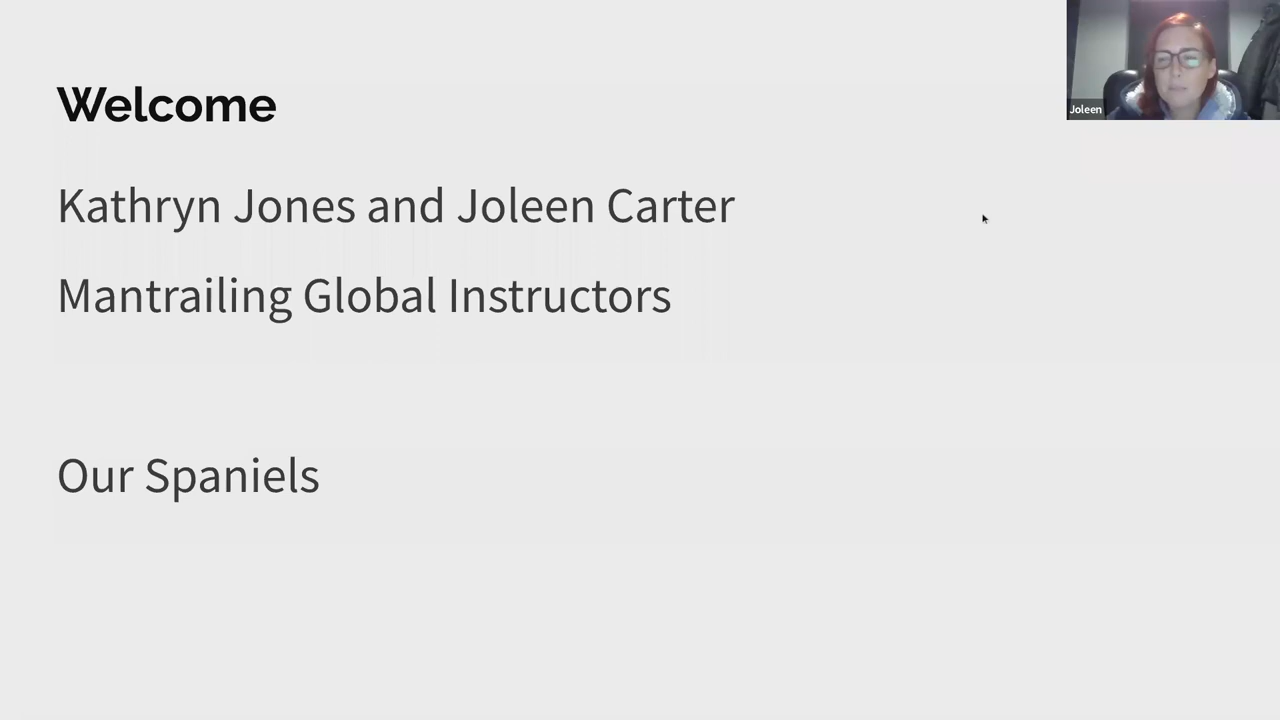 Welcome
Joleen
Kathryn Jones and Joleen Carter
Mantrailing Global Instructors
Our Spaniels